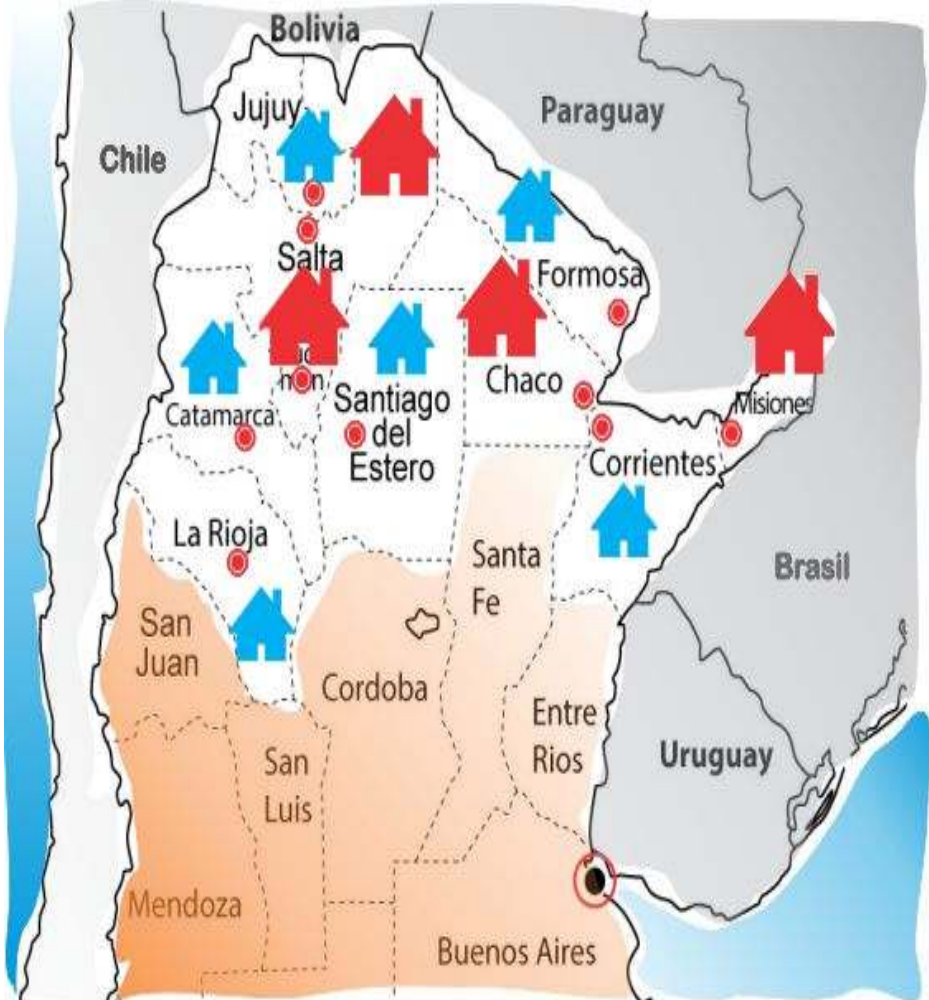 Bolivia
Jujuy
Paraguay
Chile
Salta
Formosa
Chaco
Santiago
del
Estero
Catamarca
Misiones
Corrientes
La Rioja
Santa
Fe
Brasil
San
Juan
Cordoba
Entre
Rios
Uruguay
San
Luis
Mendoza
Buenos Aires